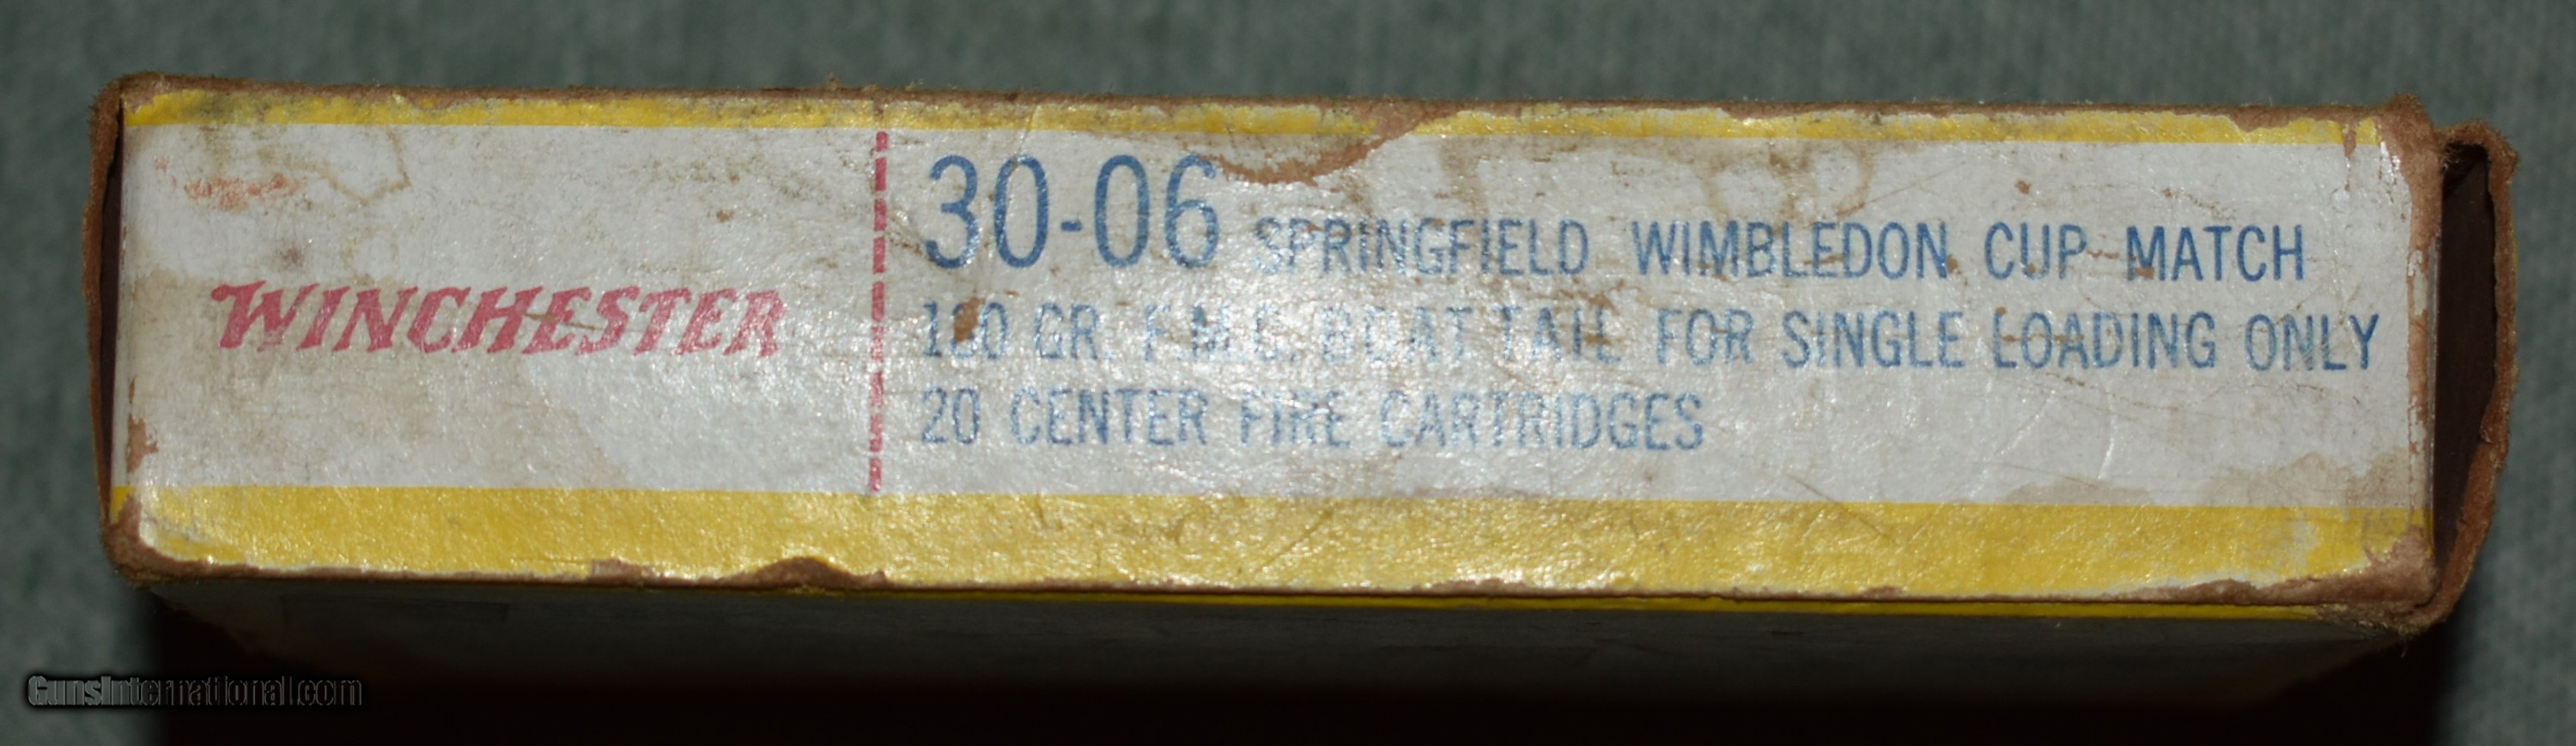 WINCHESTER
30-06 SPRINGFIELD WIMBLEDON CUP MATCH
180 GR. F.M.C. BOAT TAIL FOR SINGLE LOADING ONLY
20 CENTER FIRE CARTRIDGES
GunsInternational.com